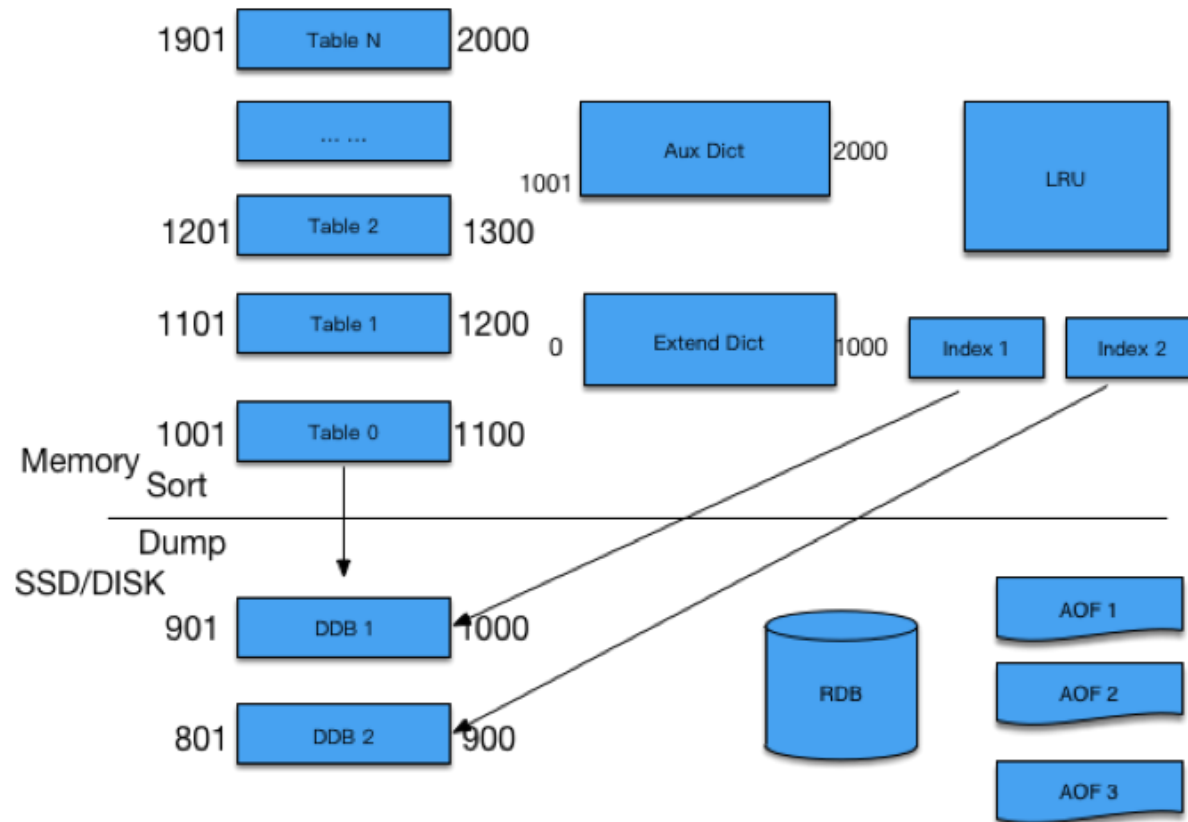 1901 Table N 2000
... ...
Aux Dict 2000
1001
LRU
1201 Table 2 1300
1101 Table 1 1200
0 Extend Dict 1000
Index 1
Index 2
1001 Table 0 1100
Memory
Sort
Dump
SSD/DISK
901 DDB 1 1000
801 DDB 2 900
RDB
AOF 1
AOF 2
AOF 3